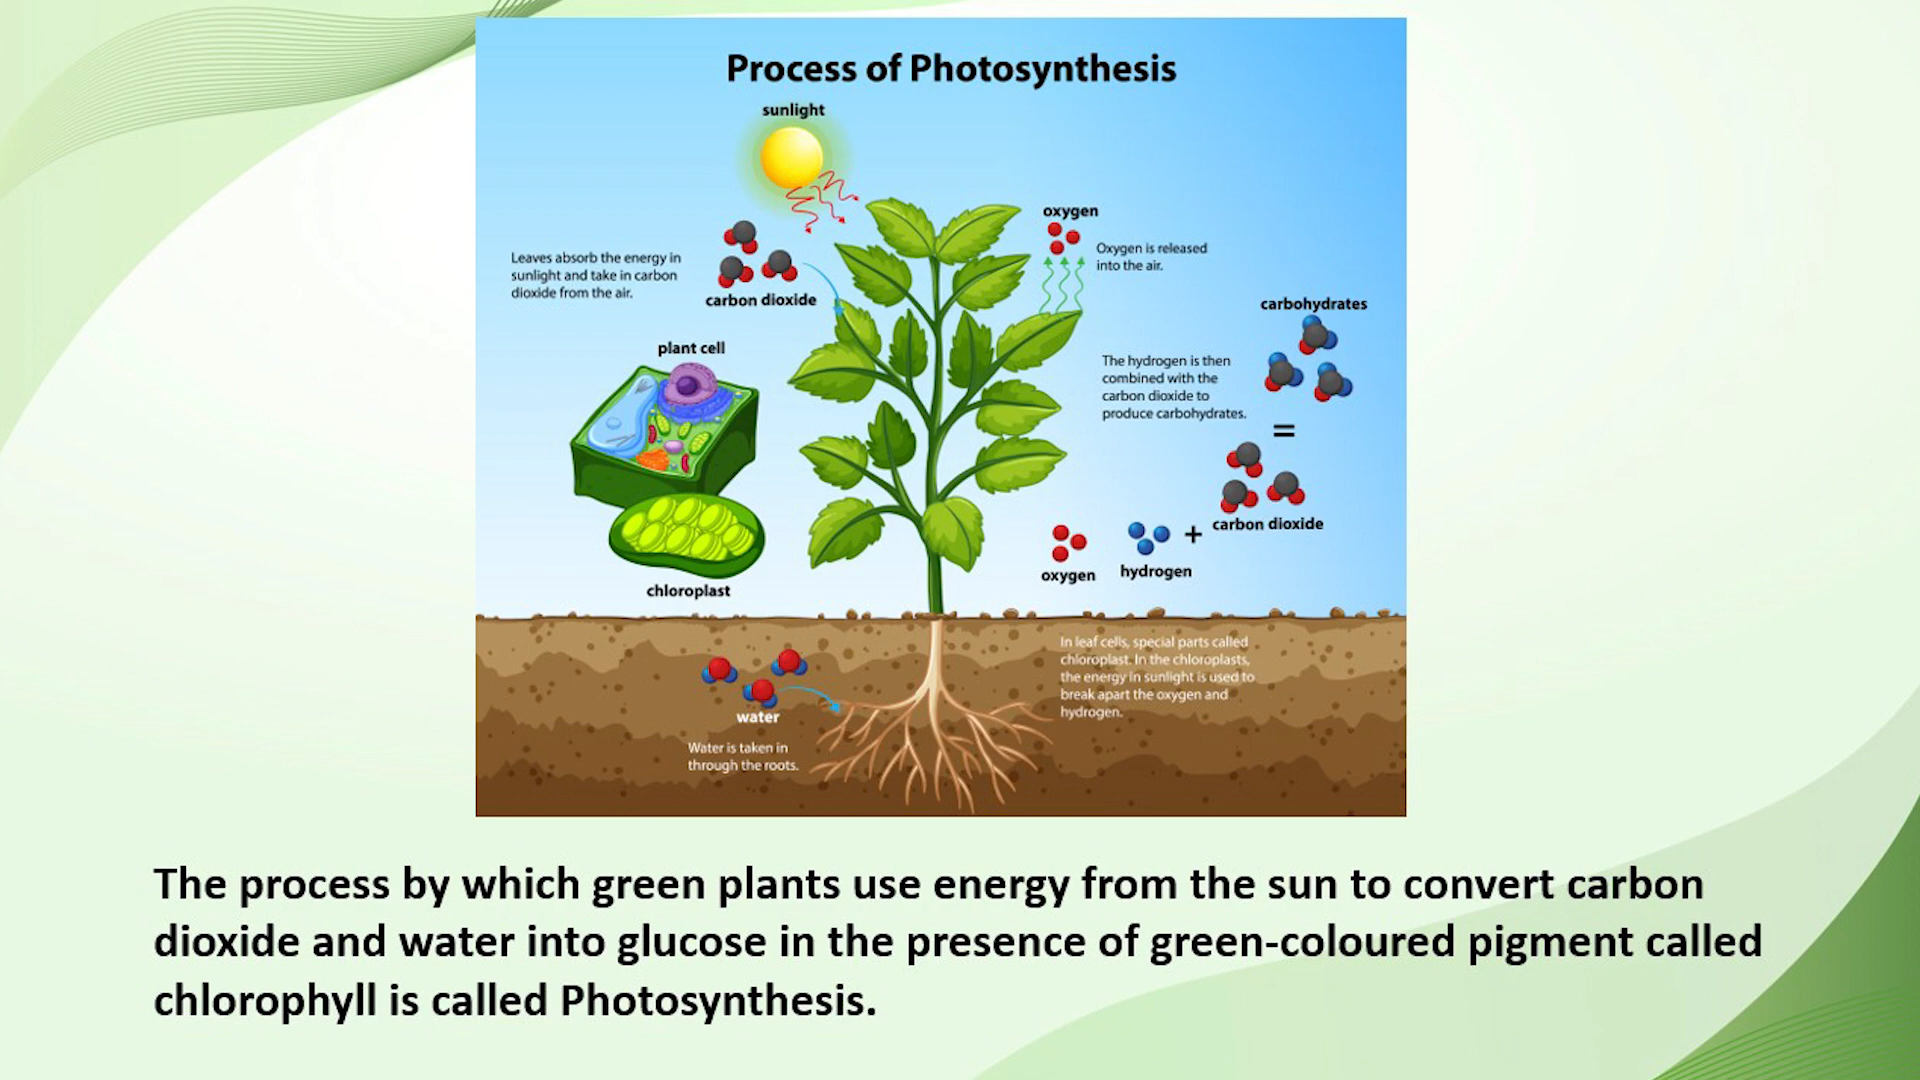 Process of Photosynthesis
sunlight
oxygen
Oxygen is released
into the air.
Leaves absorb the energy in
sunlight and take in carbon
dioxide from the air.
carbon dioxide
carbohydrates
plant cell
The hydrogen is then
combined with the
carbon dioxide to
produce carbohydrates.
=
carbon dioxide
+
oxygen
hydrogen
chloroplast
In leaf cells, special parts called
chloroplast. In the chloroplasts,
the energy in sunlight is used to
break apart the oxygen and
hydrogen.
water
Water is taken in
through the roots.
The process by which green plants use energy from the sun to convert carbon
dioxide and water into glucose in the presence of green-coloured pigment called
chlorophyll is called Photosynthesis.